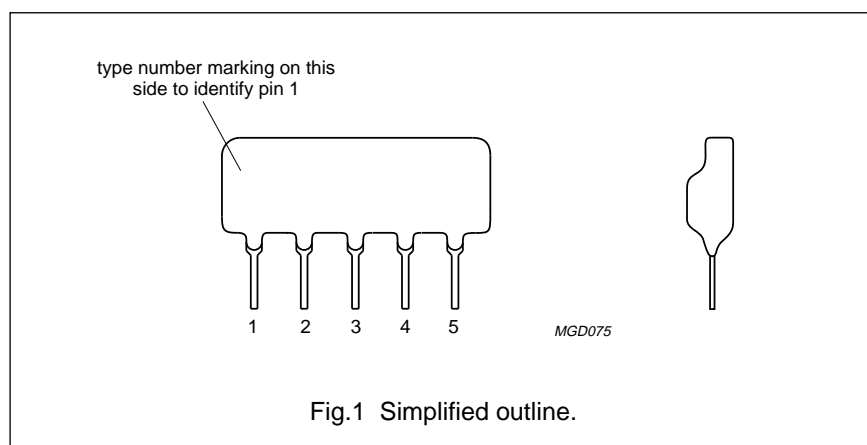 type number marking on this
side to identify pin 1
1 2 3 4 5
MGD075
Fig.1 Simplified outline.